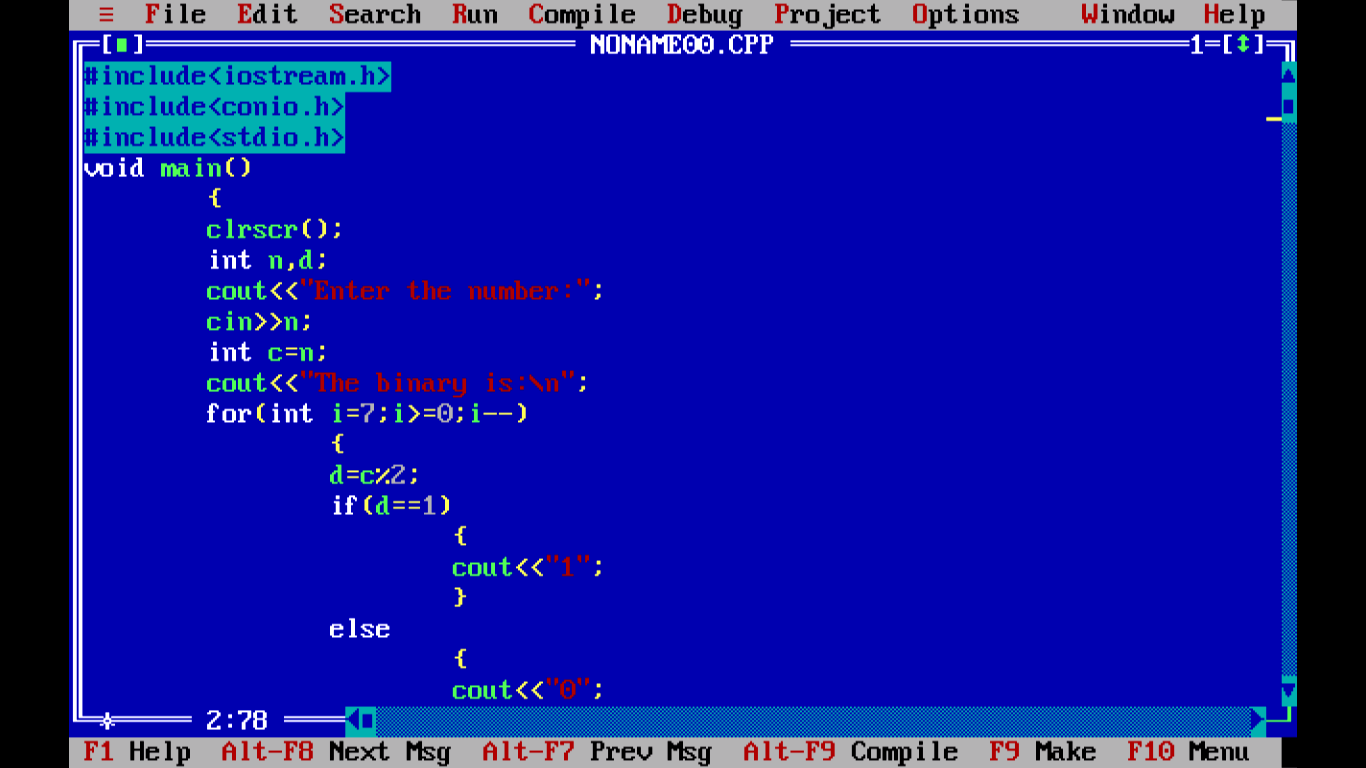 ≡ File Edit Search Run Compile Debug Project Options Window Help
[■] NONAME00.CPP 1=[↕]
#include<iostream.h>
#include<conio.h>
#include<stdio.h>
void main()
{
clrscr();
int n,d;
cout<<"Enter the number:";
cin>>n;
int c=n;
cout<<"The binary is:\n";
for(int i=7;i>=0;i--)
{
d=c%2;
if(d==1)
{
cout<<"1";
}
else
{
cout<<"0";
2:78
F1 Help Alt-F8 Next Msg Alt-F7 Prev Msg Alt-F9 Compile F9 Make F10 Menu